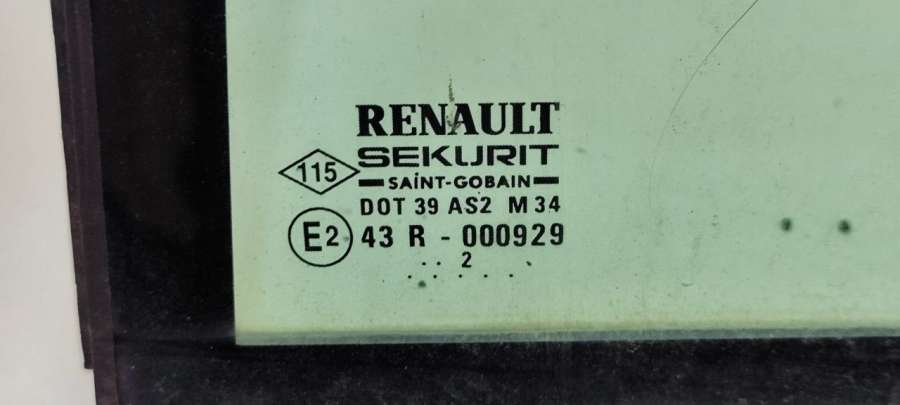 RENAULT
SEKURIT
115
SAINT-GOBAIN
DOT 39 AS2 M 34
E2 43 R - 000929
.. 2
. . . . . .